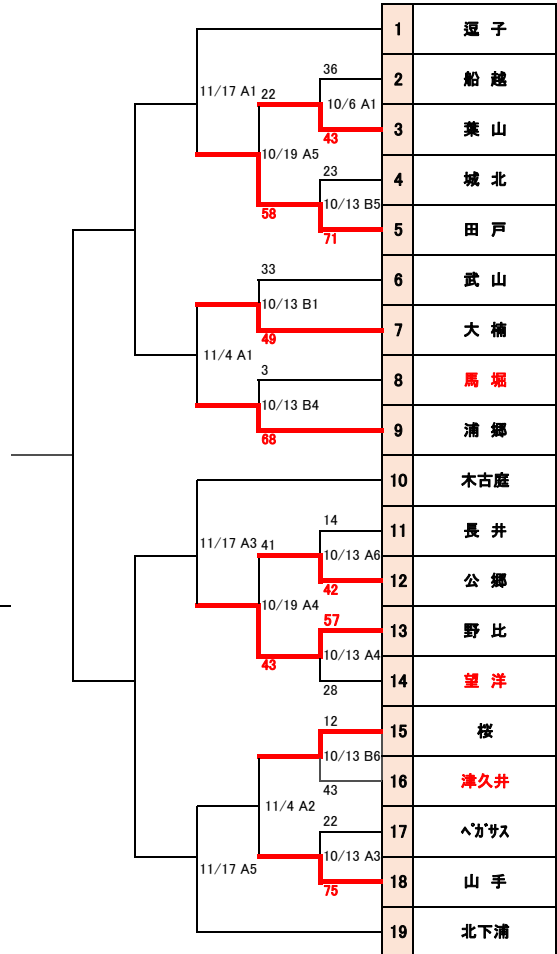 1 逗 子
36
2 船 越
11/17 A1 22
10/6 A1
43
3 葉 山
10/19 A5
23
4 城 北
10/13 B5
58
71
5 田 戸
33
6 武 山
10/13 B1
49
7 大 楠
11/4 A1
3
8 馬 堀
10/13 B4
68
9 浦 郷
10 木古庭
14
11 長 井
11/17 A3 41
10/13 A6
42
12 公 郷
10/19 A4
57
13 野 比
43
10/13 A4
28
14 望 洋
12
15 桜
10/13 B6
43
16 津久井
11/4 A2
22
17 ペガサス
11/17 A5
10/13 A3
75
18 山 手
19 北下浦